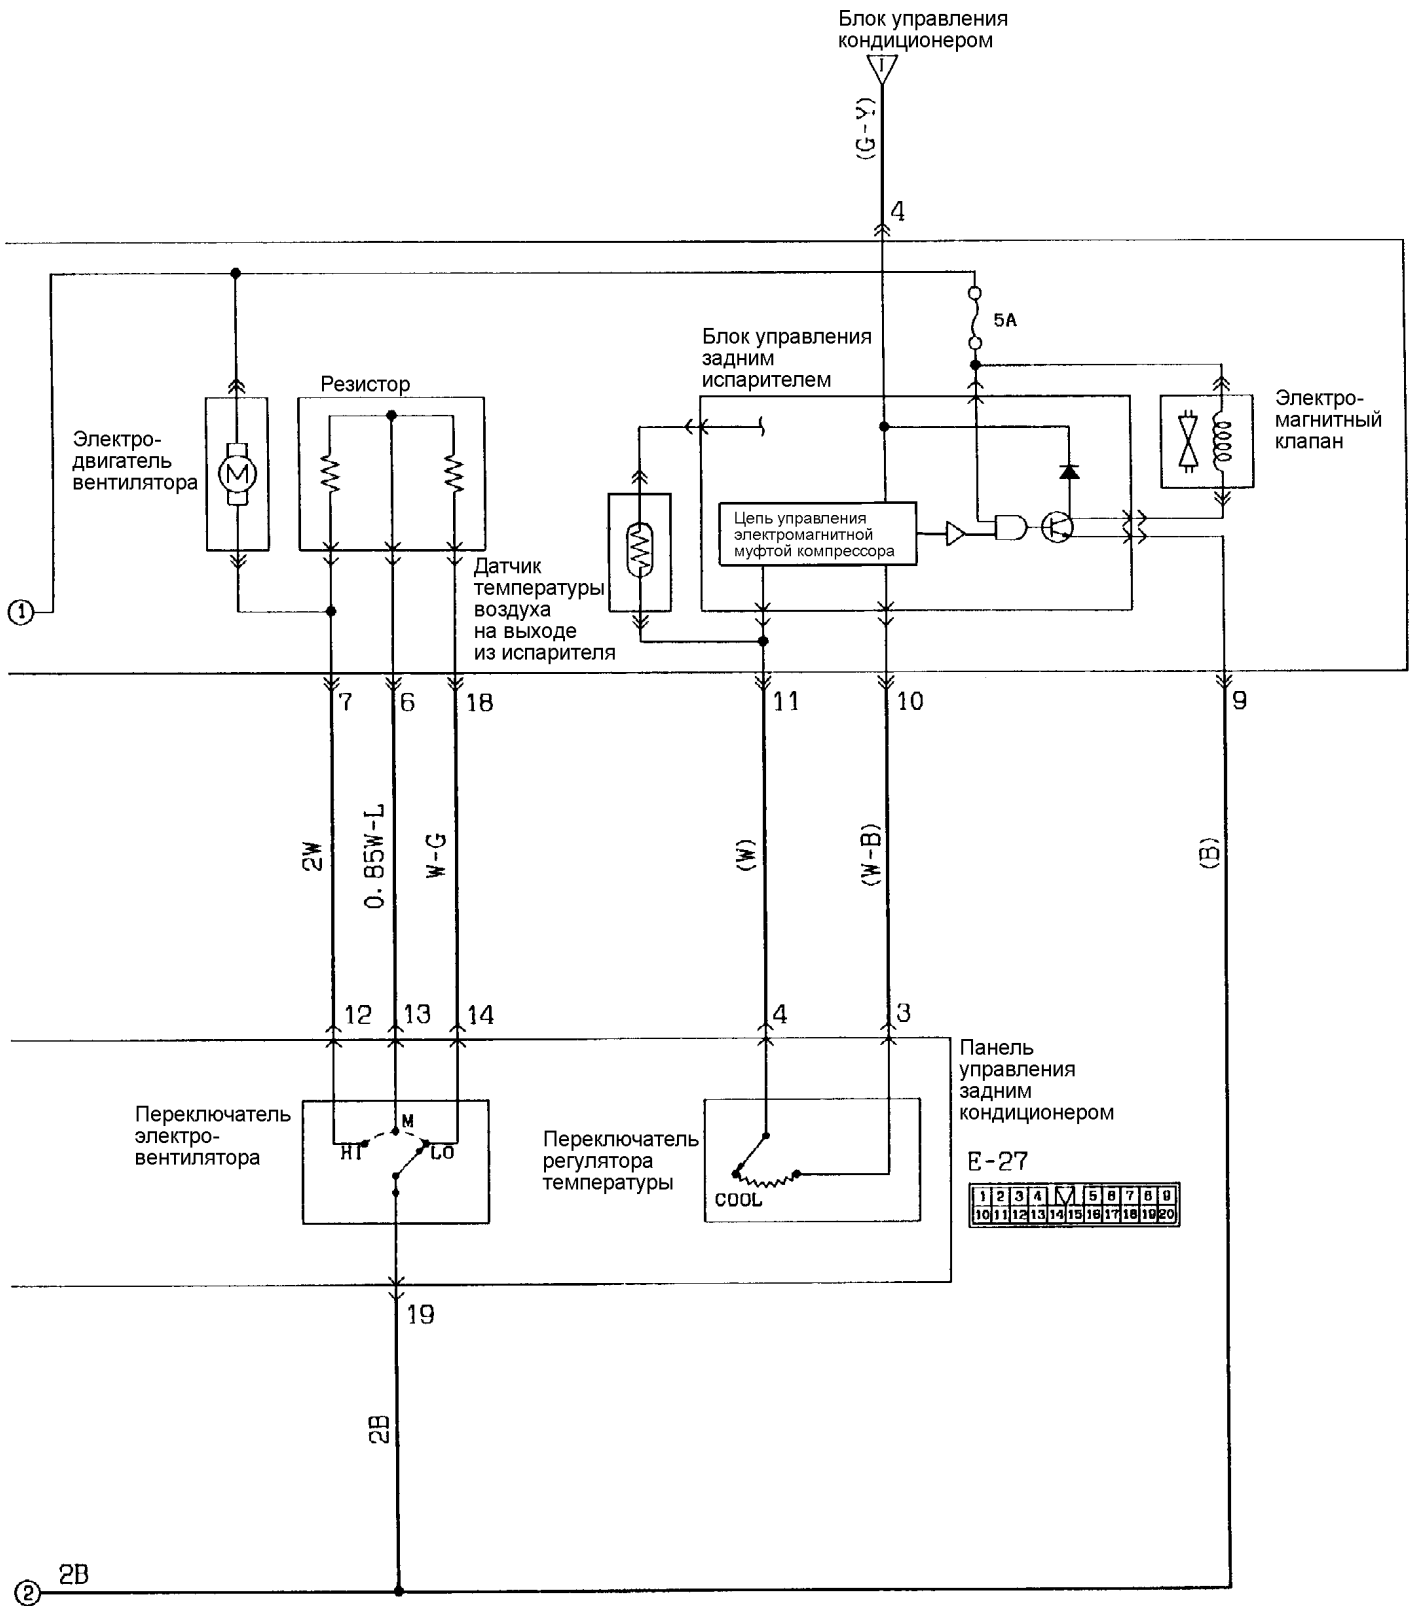 Блок управления
кондиционером
I
(G-Y)
4
5A
Блок управления
задним
испарителем
Резистор
Электро-
двигатель
вентилятора
M
Электро-
магнитный
клапан
Цепь управления
электромагнитной
муфтой компрессора
Датчик
температуры
воздуха
на выходе
из испарителя
1
7
6
18
11
10
9
2W
0.85W-L
W-G
(W)
(W-B)
(B)
12
13
14
4
3
Панель
управления
задним
кондиционером
Переключатель
электро-
вентилятора
HI
M
LO
Переключатель
регулятора
температуры
COOL
E-27
1 2 3 4 5 6 7 8 9
10 11 12 13 14 15 16 17 18 19 20
19
2B
2
2B